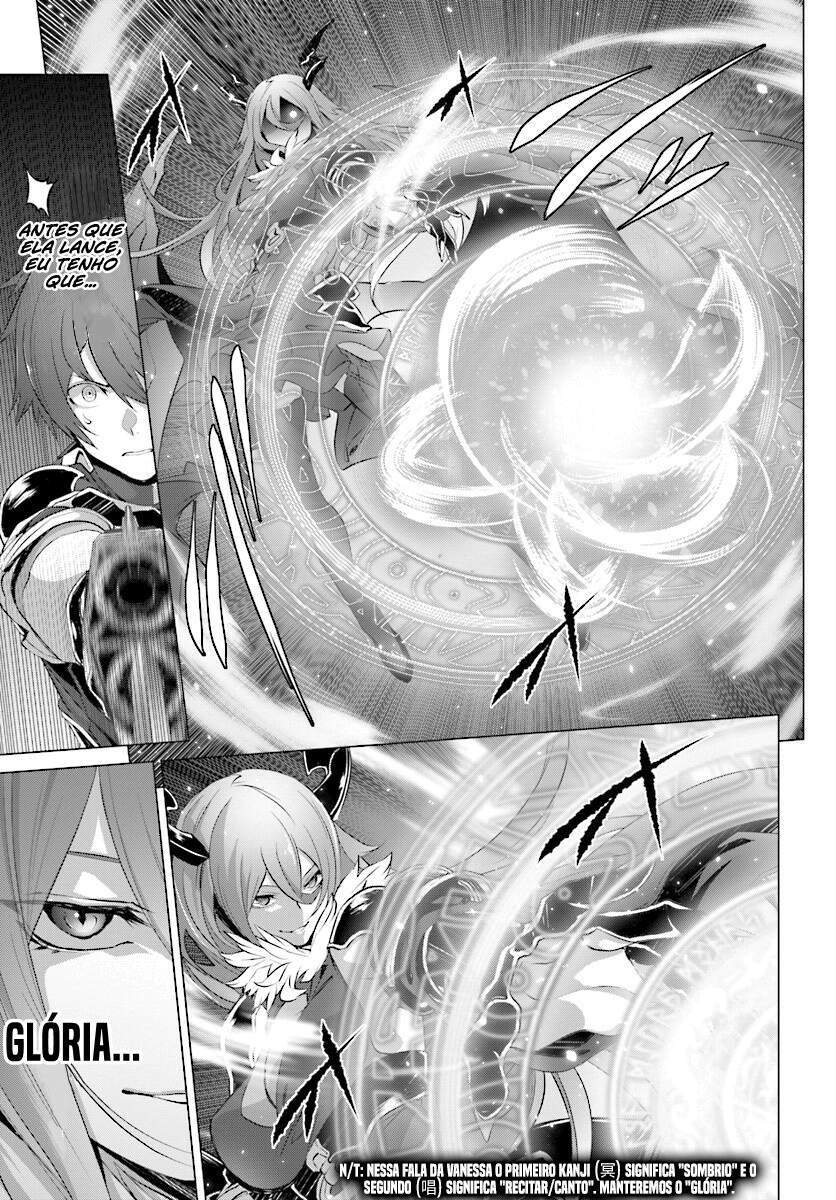 ANTES QUE
ELA LANCE,
EU TENHO
QUE...
GLÓRIA...
N/T: NESSA FALA DA VANESSA O PRIMEIRO KANJI (冥) SIGNIFICA "SOMBRIO" E O
SEGUNDO (唱) SIGNIFICA "RECITAR/CANTO". MANTEREMOS O "GLÓRIA".